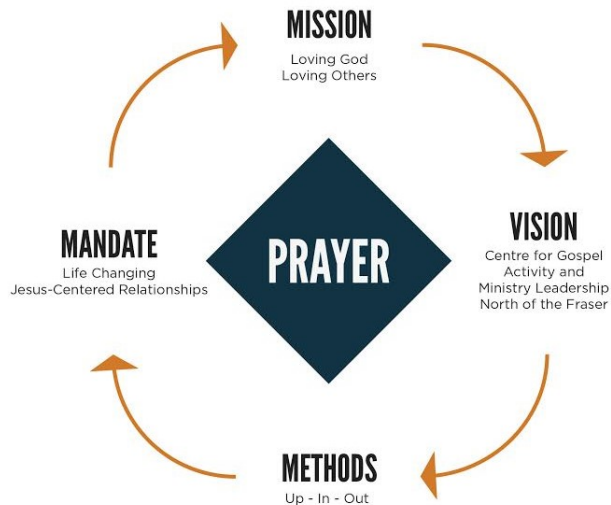 MISSION
Loving God
Loving Others
MANDATE
Life Changing
Jesus-Centered Relationships
PRAYER
VISION
Centre for Gospel
Activity and
Ministry Leadership
North of the Fraser
METHODS
Up - In - Out